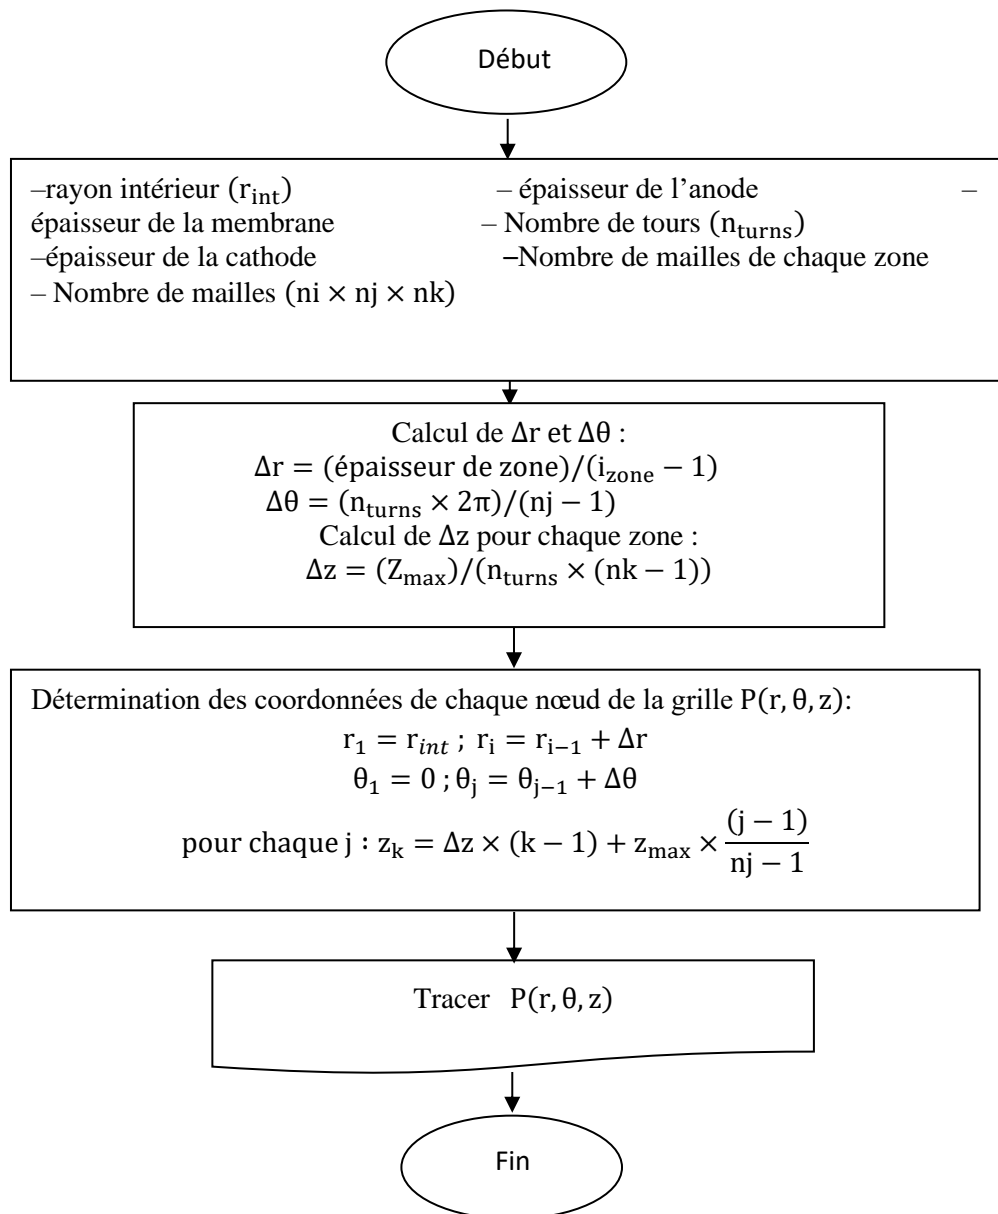 Début
–rayon intérieur (r_int) – épaisseur de l’anode –
épaisseur de la membrane – Nombre de tours (n_turns)
–épaisseur de la cathode –Nombre de mailles de chaque zone
– Nombre de mailles (ni × nj × nk)
Calcul de Δr et Δθ :
Δr = (épaisseur de zone)/(i_zone − 1)
Δθ = (n_turns × 2π)/(nj − 1)
Calcul de Δz pour chaque zone :
Δz = (Z_max)/(n_turns × (nk − 1))
Détermination des coordonnées de chaque nœud de la grille P(r, θ, z):
r_1 = r_int ; r_i = r_{i−1} + Δr
θ_1 = 0 ; θ_j = θ_{j−1} + Δθ
pour chaque j : z_k = Δz × (k − 1) + z_max × (j − 1)/(nj − 1)
Tracer P(r, θ, z)
Fin